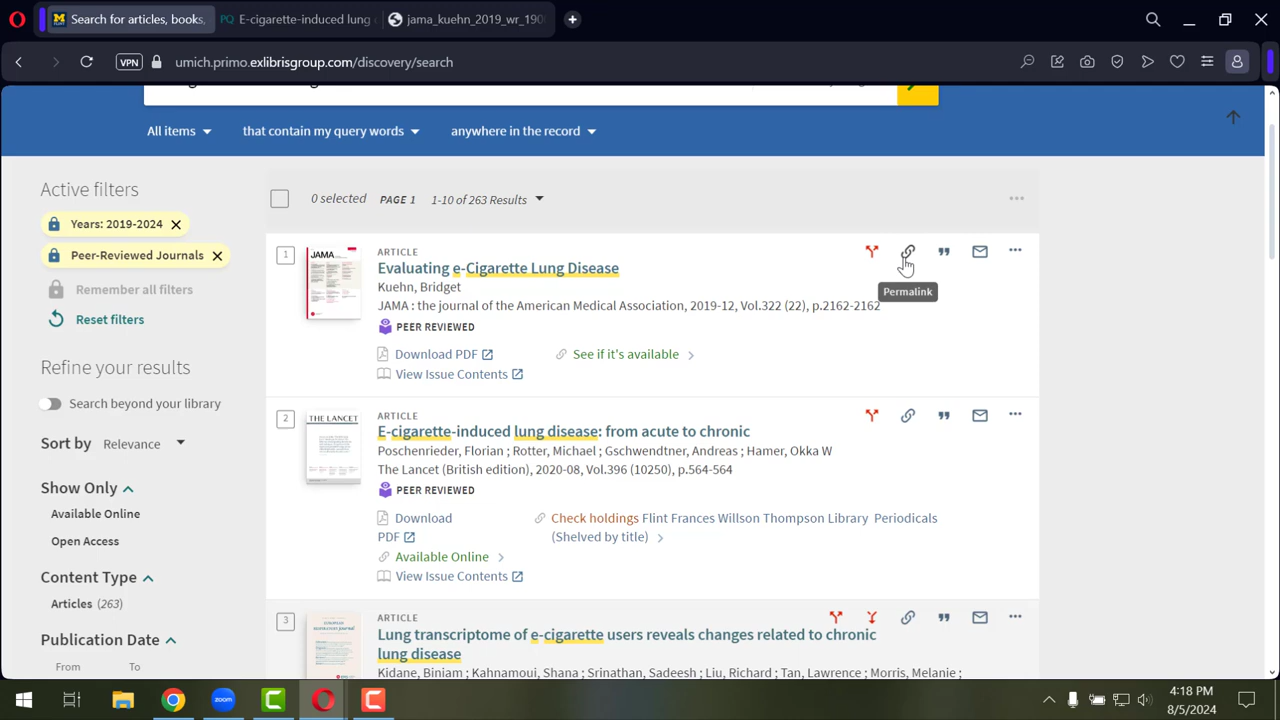 Search for articles, books,
E-cigarette-induced lung
jama_kuehn_2019_wr_190
VPN
umich.primo.exlibrisgroup.com/discovery/search
All items
that contain my query words
anywhere in the record
Active filters
Years: 2019-2024
Peer-Reviewed Journals
Remember all filters
Reset filters
Refine your results
Search beyond your library
Sort by Relevance
Show Only
Available Online
Open Access
Content Type
Articles (263)
Publication Date
From To
0 selected PAGE 1 1-10 of 263 Results
1
JAMA
ARTICLE
Evaluating e-Cigarette Lung Disease
Kuehn, Bridget
JAMA : the journal of the American Medical Association, 2019-12, Vol.322 (22), p.2162-2162
PEER REVIEWED
Permalink
Download PDF See if it's available
View Issue Contents
2
THE LANCET
ARTICLE
E-cigarette-induced lung disease: from acute to chronic
Poschenrieder, Florian ; Rotter, Michael ; Gschwendtner, Andreas ; Hamer, Okka W
The Lancet (British edition), 2020-08, Vol.396 (10250), p.564-564
PEER REVIEWED
Download Check holdings Flint Frances Willson Thompson Library Periodicals
PDF (Shelved by title)
Available Online
View Issue Contents
3
ARTICLE
Lung transcriptome of e-cigarette users reveals changes related to chronic
lung disease
Kidane, Biniam ; Kahnamoui, Shana ; Srinathan, Sadeesh ; Liu, Richard ; Tan, Lawrence ; Morris, Melanie ;
zoom
4:18 PM
8/5/2024